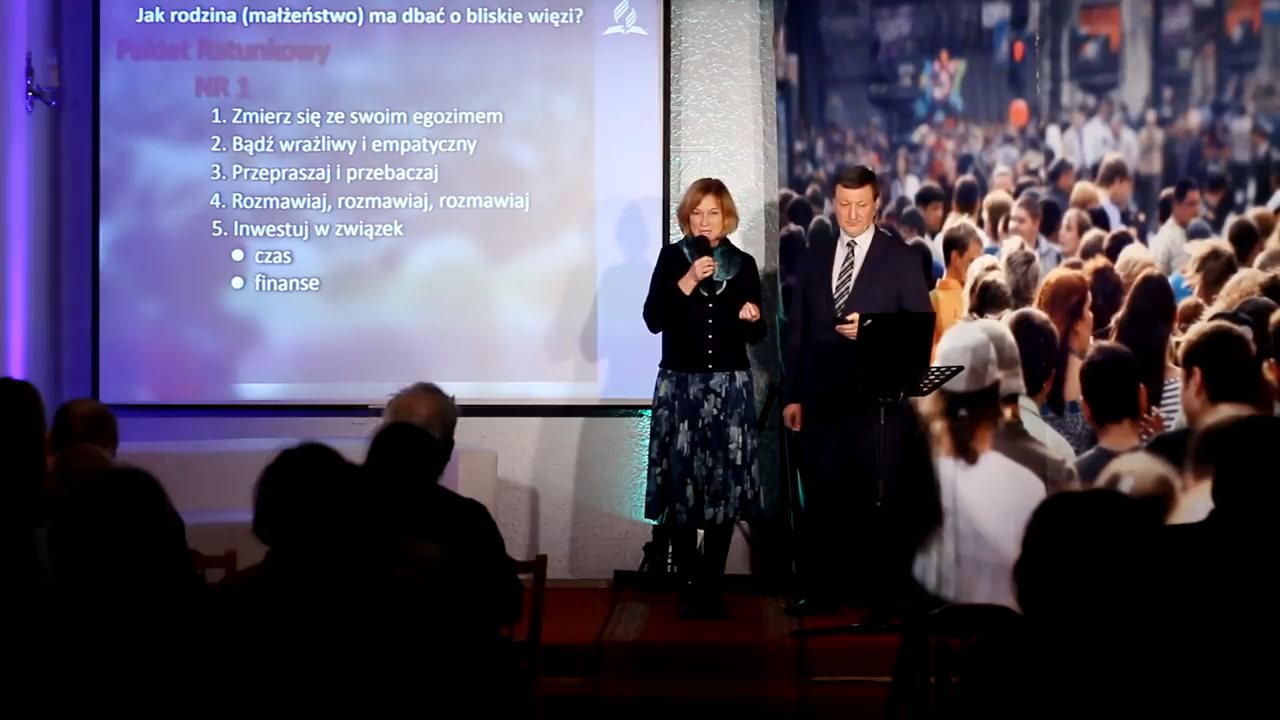 Jak rodzina (małżeństwo) ma dbać o bliskie więzi?
Pakiet Ratunkowy
NR 1
1. Zmierz się ze swoim egozimem
2. Bądź wrażliwy i empatyczny
3. Przepraszaj i przebaczaj
4. Rozmawiaj, rozmawiaj, rozmawiaj
5. Inwestuj w związek
● czas
● finanse